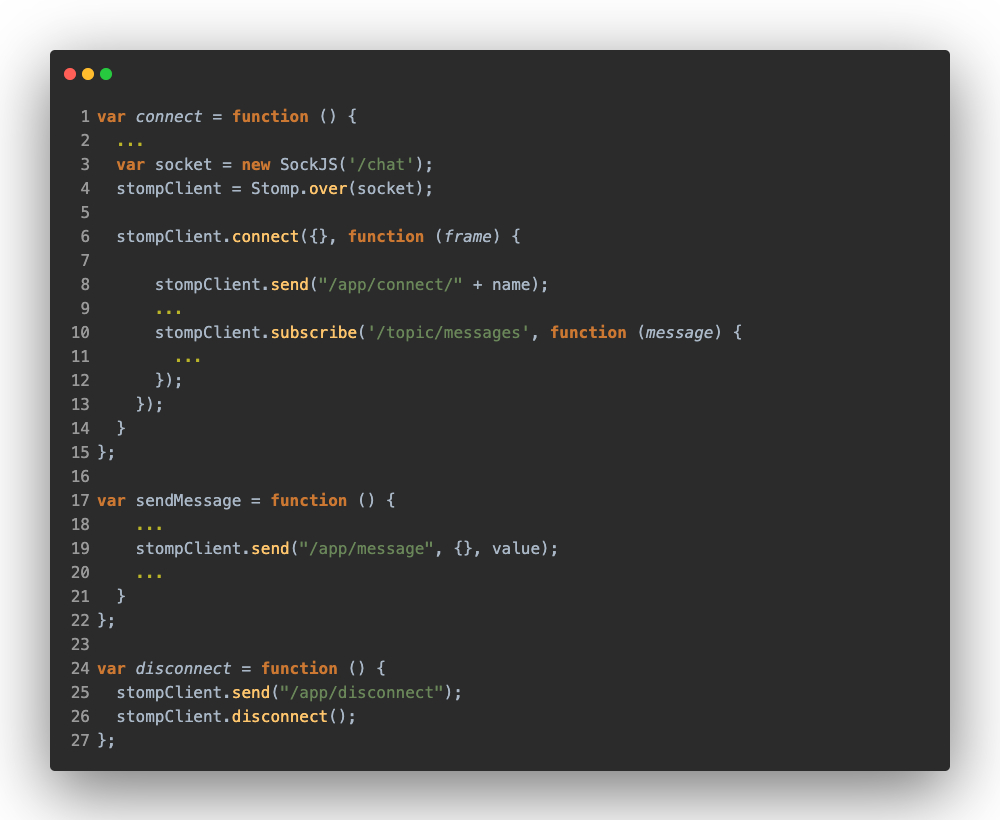 1 var connect = function () {
2   ...
3   var socket = new SockJS('/chat');
4   stompClient = Stomp.over(socket);
5
6   stompClient.connect({}, function (frame) {
7
8       stompClient.send("/app/connect/" + name);
9       ...
10       stompClient.subscribe('/topic/messages', function (message) {
11         ...
12       });
13     });
14   }
15 };
16
17 var sendMessage = function () {
18     ...
19     stompClient.send("/app/message", {}, value);
20     ...
21   }
22 };
23
24 var disconnect = function () {
25   stompClient.send("/app/disconnect");
26   stompClient.disconnect();
27 };